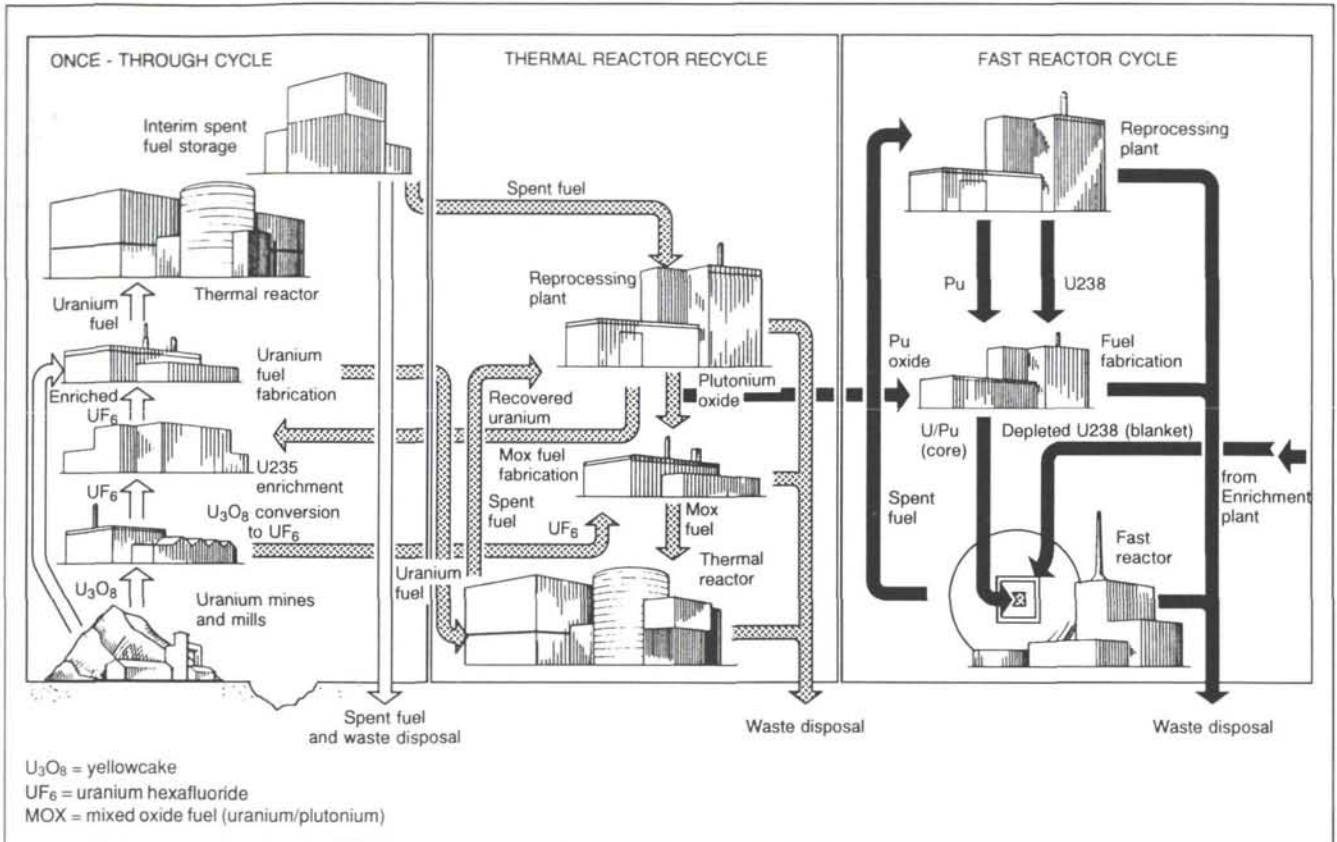 ONCE - THROUGH CYCLE
Interim spent
fuel storage
Thermal reactor
Uranium
fuel
Uranium
fuel
fabrication
Enriched
UF6
U235
enrichment
UF6
U3O8 conversion
to UF6
U3O8
Uranium mines
and mills
Spent fuel
and waste disposal
THERMAL REACTOR RECYCLE
Spent fuel
Reprocessing
plant
Plutonium
oxide
Recovered
uranium
Mox fuel
fabrication
Spent
fuel
UF6
Mox
fuel
Uranium
fuel
Thermal
reactor
Waste disposal
FAST REACTOR CYCLE
Reprocessing
plant
Pu
U238
Pu
oxide
Fuel
fabrication
U/Pu
(core)
Depleted U238 (blanket)
from
Enrichment
plant
Spent
fuel
Fast
reactor
Waste disposal
U3O8 = yellowcake
UF6 = uranium hexafluoride
MOX = mixed oxide fuel (uranium/plutonium)